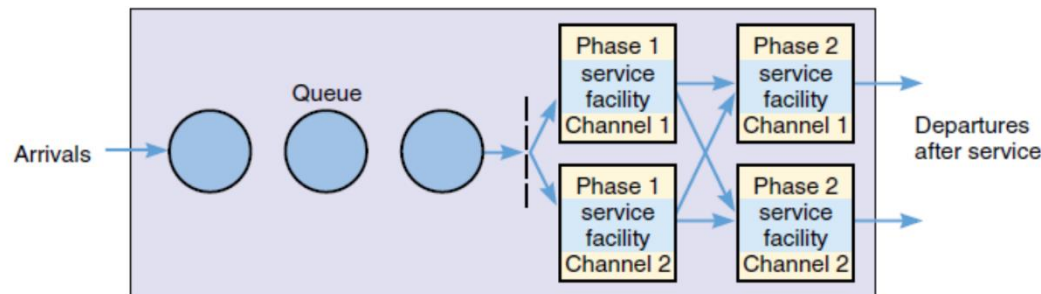 Arrivals
Queue
Phase 1
service
facility
Channel 1
Phase 2
service
facility
Channel 1
Phase 1
service
facility
Channel 2
Phase 2
service
facility
Channel 2
Departures
after service